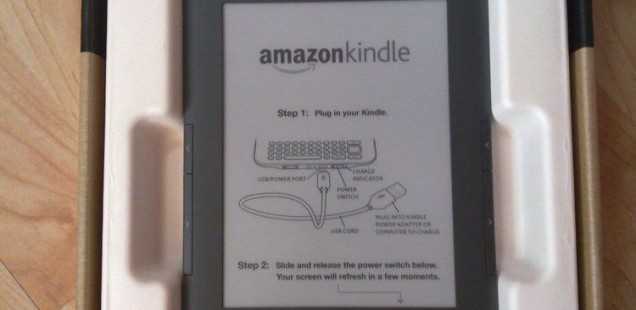 amazonkindle
Step 1: Plug in your Kindle.
USB/POWER PORT
CHARGE
INDICATOR
POWER
SWITCH
USB CORD
PLUG INTO KINDLE
POWER ADAPTER OR
COMPUTER TO CHARGE
Step 2: Slide and release the power switch below.
Your screen will refresh in a few moments.